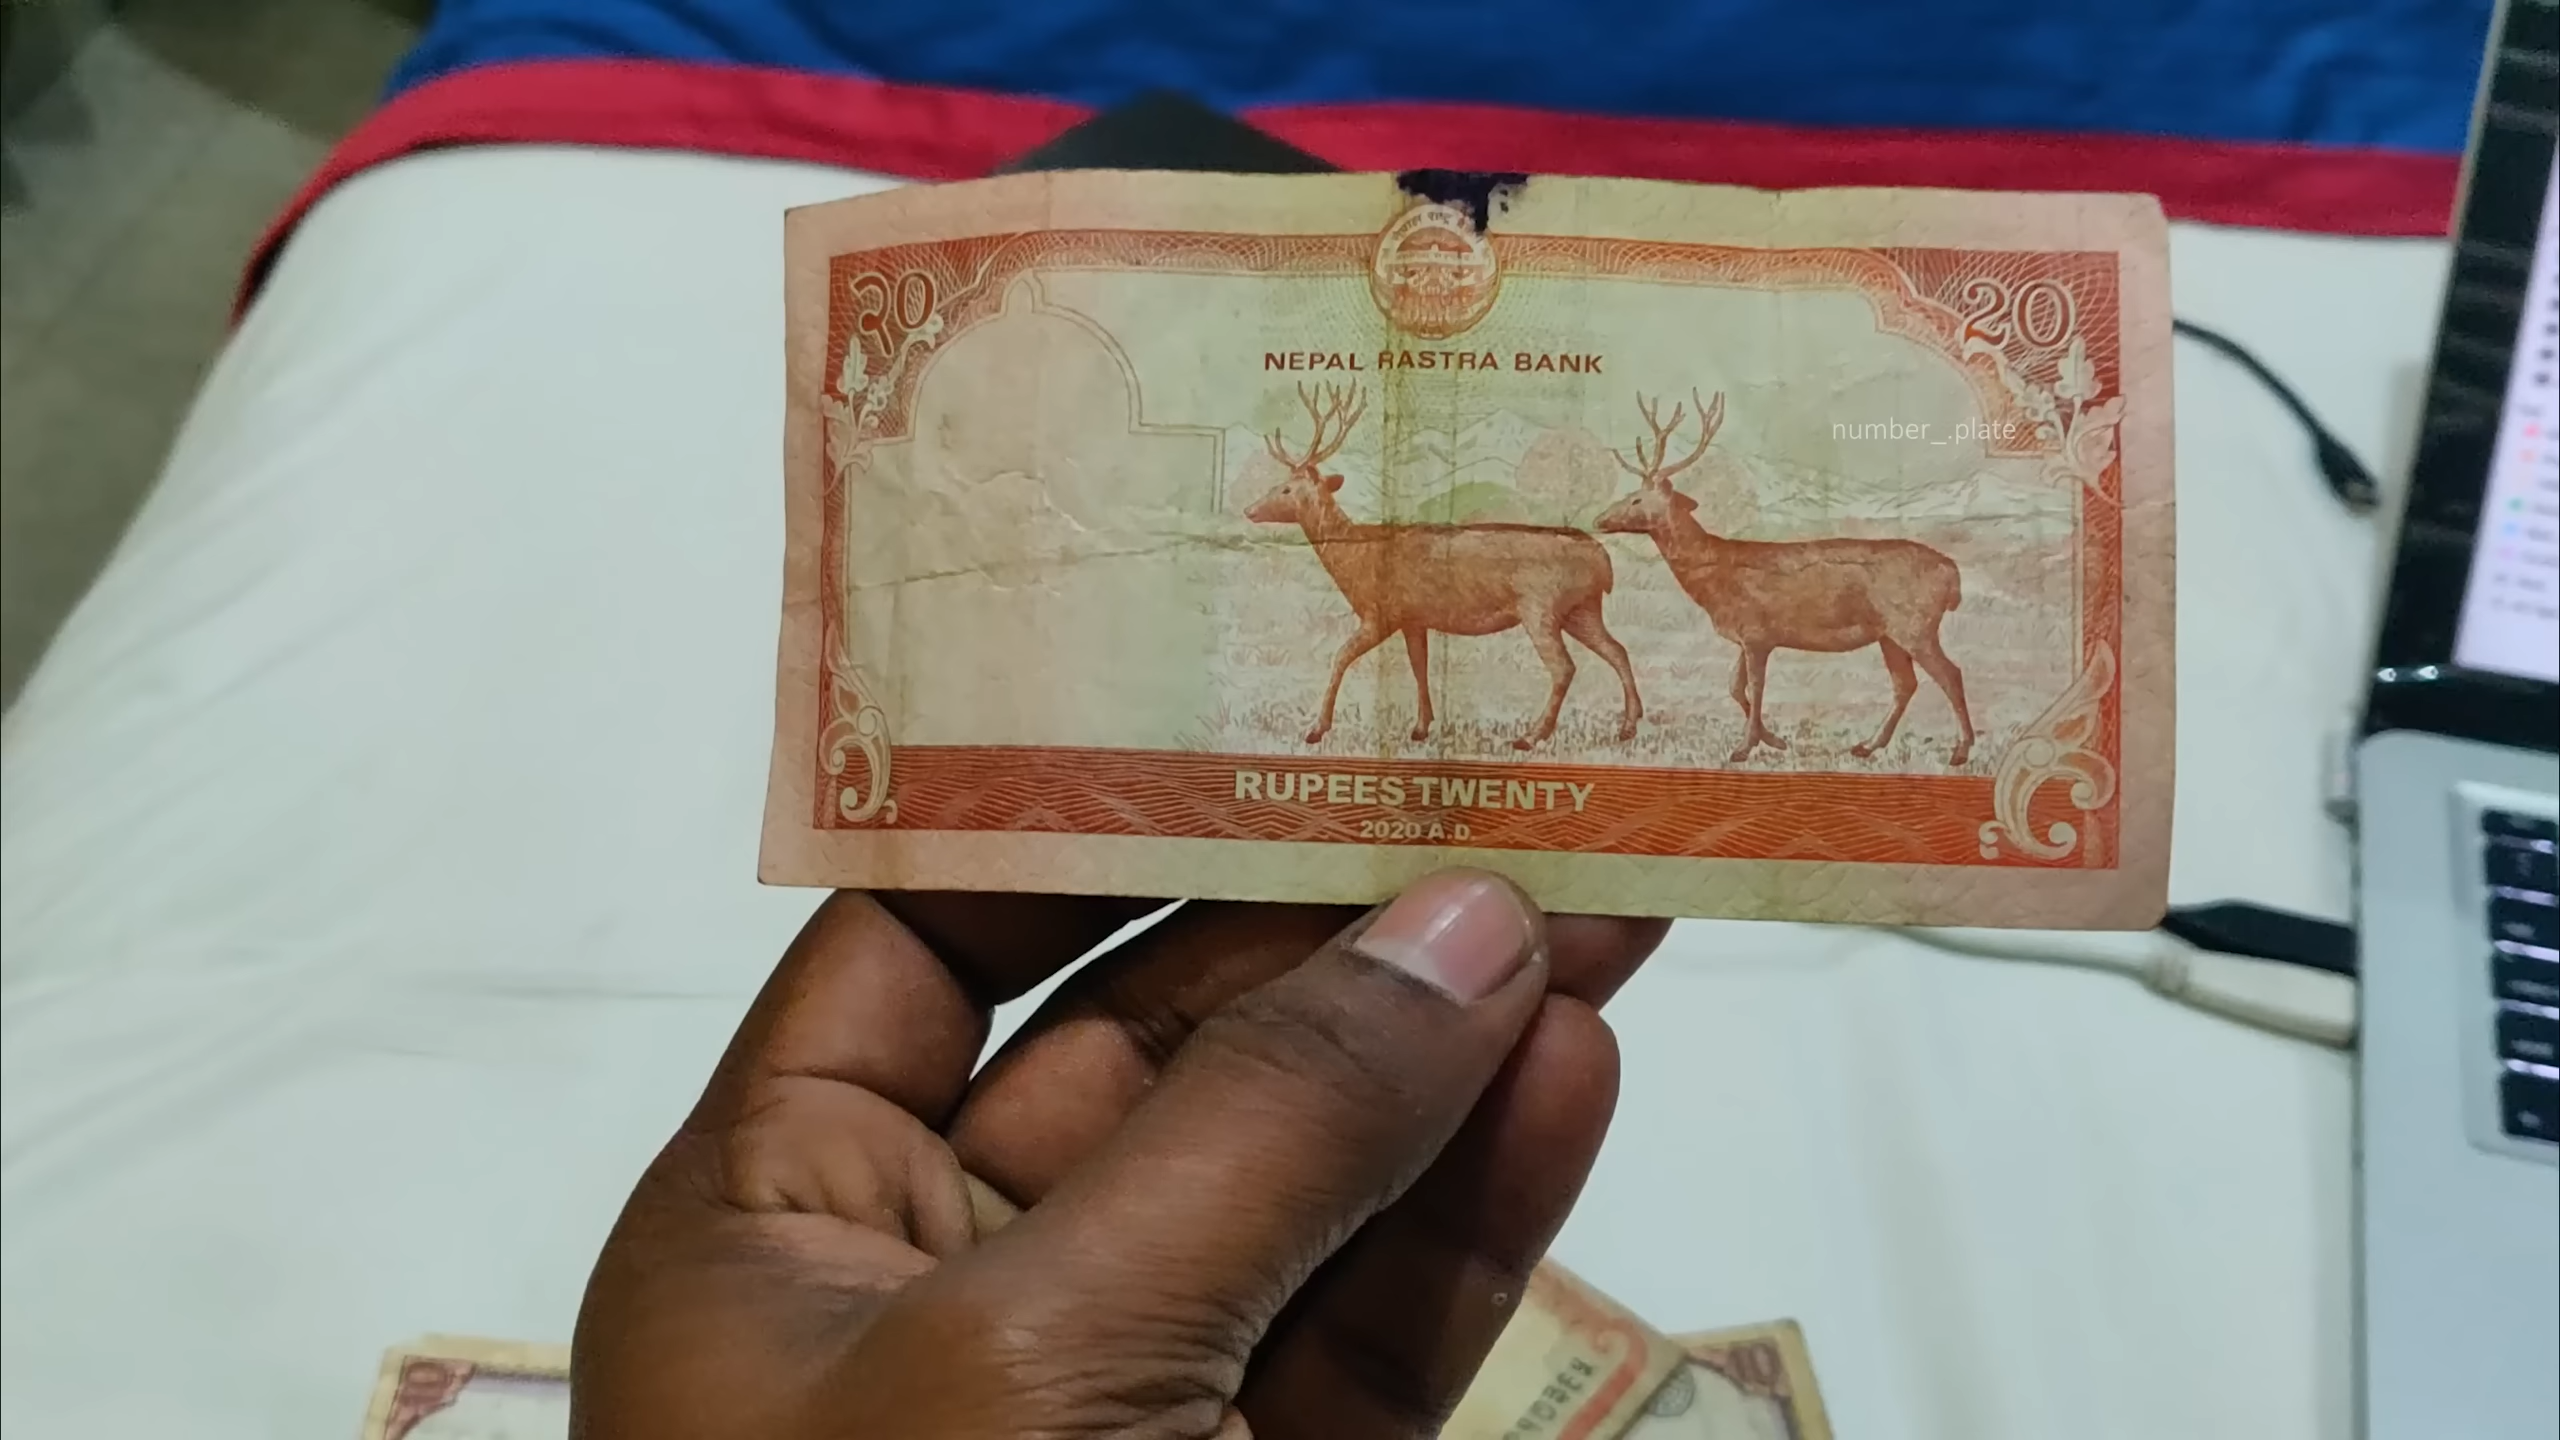 २०
20
NEPAL RASTRA BANK
number_.plate
RUPEES TWENTY
2020 A.D.